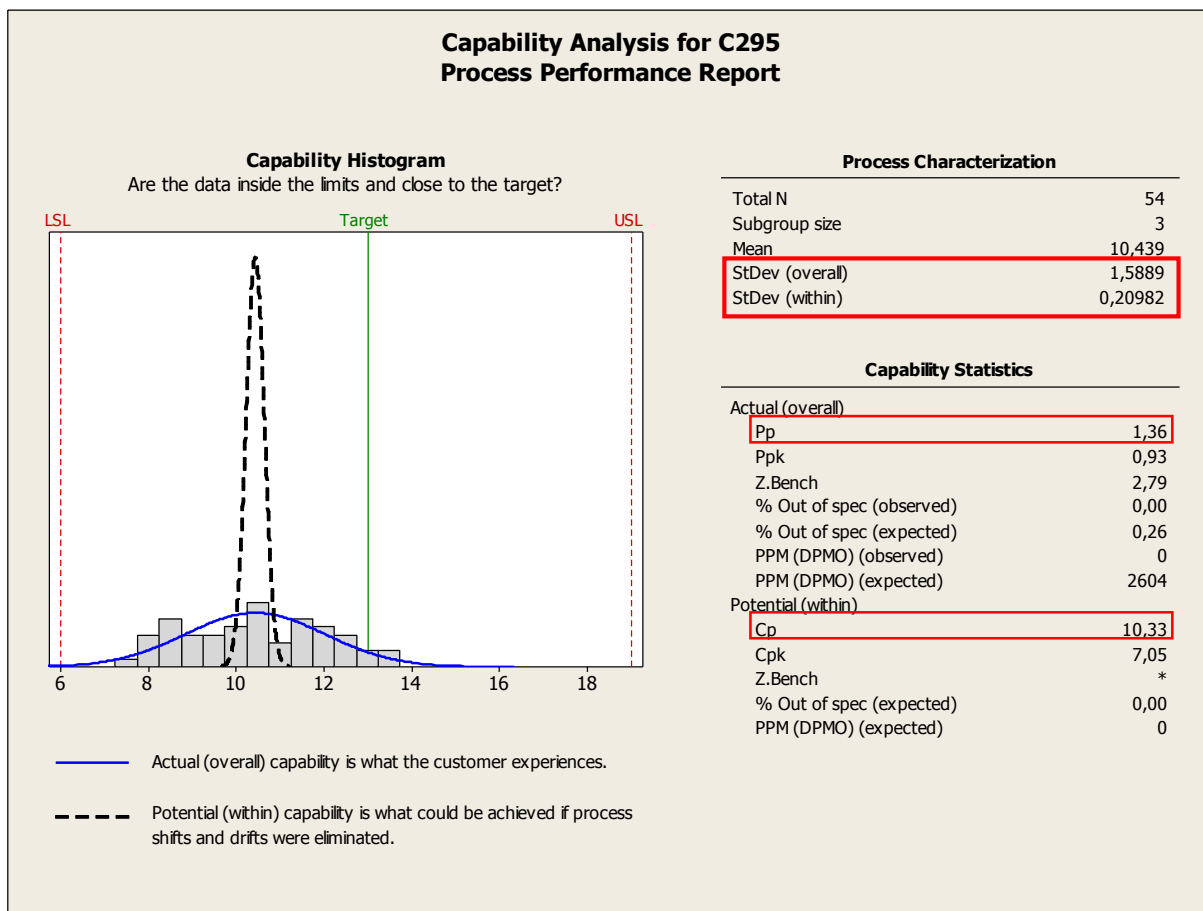 Capability Analysis for C295
Process Performance Report
Capability Histogram
Are the data inside the limits and close to the target?
LSL Target USL
6 8 10 12 14 16 18
Actual (overall) capability is what the customer experiences.
Potential (within) capability is what could be achieved if process
shifts and drifts were eliminated.
Process Characterization
Total N 54
Subgroup size 3
Mean 10,439
StDev (overall) 1,5889
StDev (within) 0,20982
Capability Statistics
Actual (overall)
Pp 1,36
Ppk 0,93
Z.Bench 2,79
% Out of spec (observed) 0,00
% Out of spec (expected) 0,26
PPM (DPMO) (observed) 0
PPM (DPMO) (expected) 2604
Potential (within)
Cp 10,33
Cpk 7,05
Z.Bench *
% Out of spec (expected) 0,00
PPM (DPMO) (expected) 0